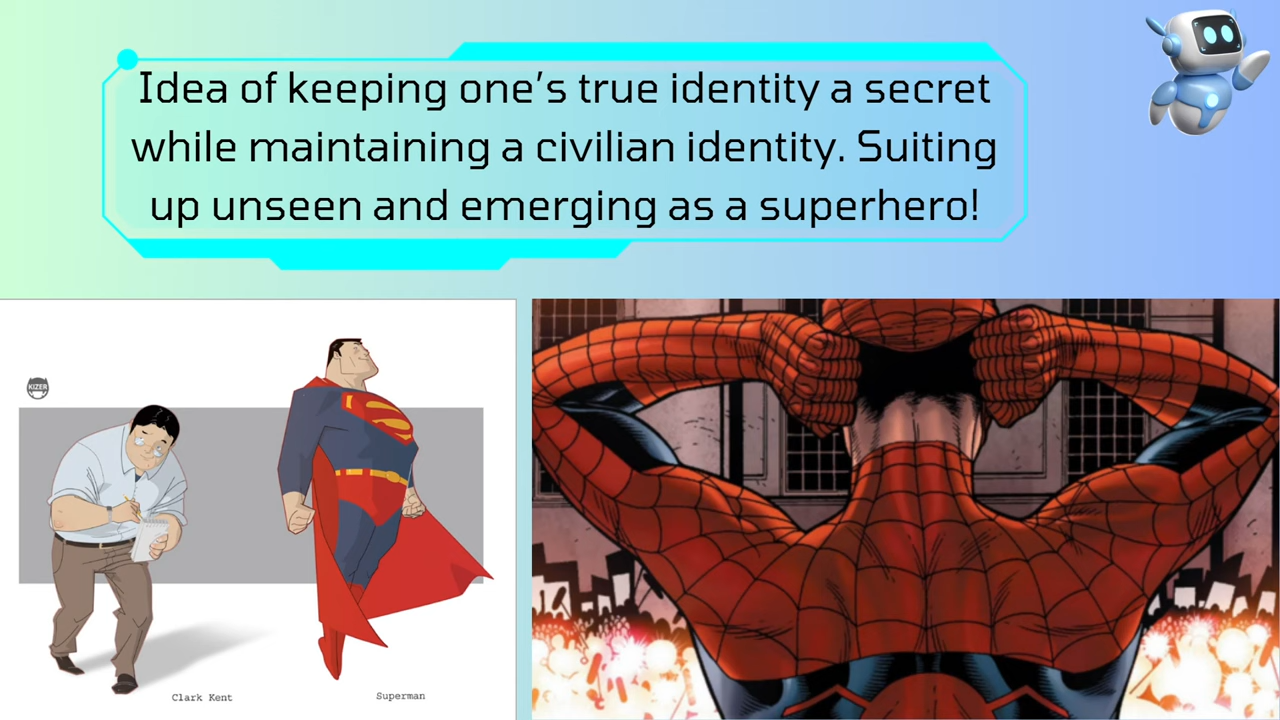 Idea of keeping one’s true identity a secret
while maintaining a civilian identity. Suiting
up unseen and emerging as a superhero!
KIZER
S
Clark Kent
Superman